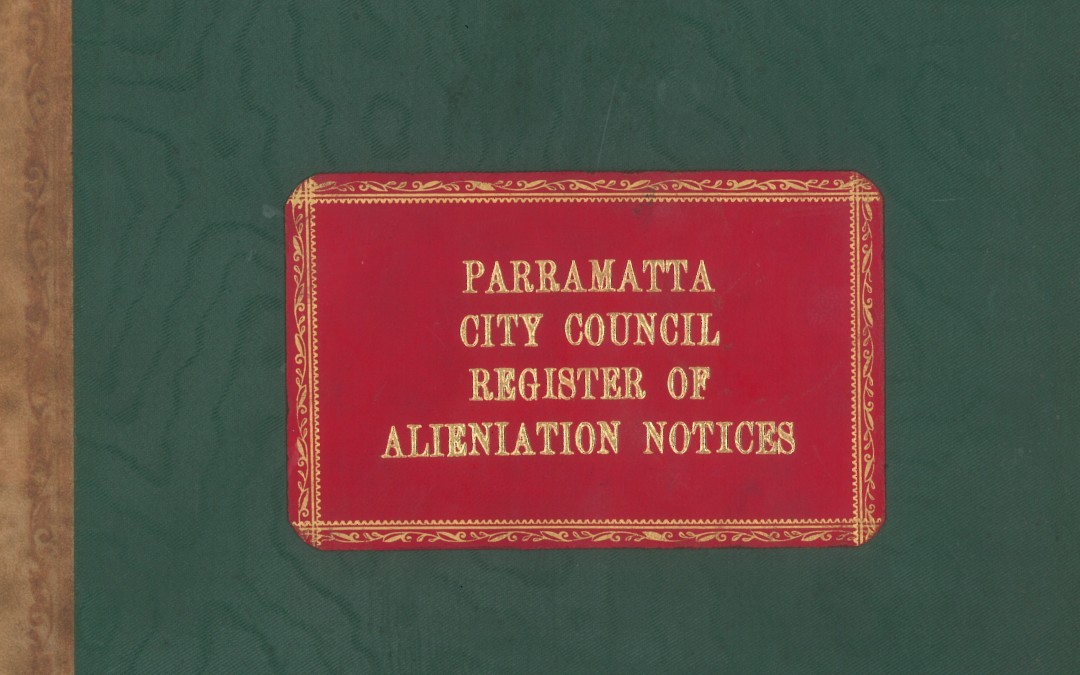 PARRAMATTA
CITY COUNCIL
REGISTER OF
ALIENIATION NOTICES